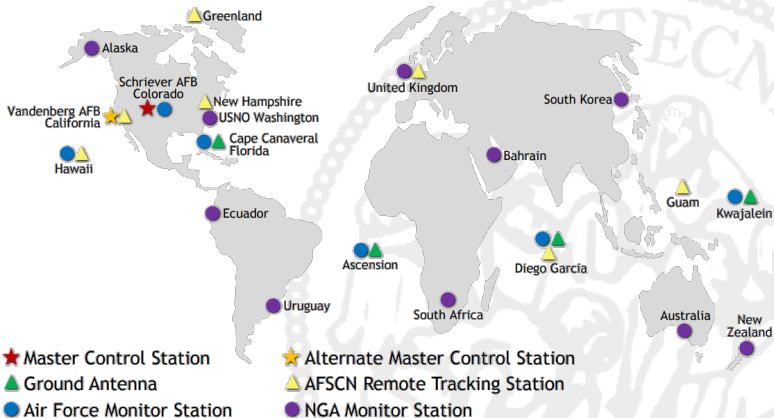 Greenland
Alaska
Schriever AFB
Colorado
Vandenberg AFB
California
New Hampshire
USNO Washington
Cape Canaveral
Florida
Hawaii
United Kingdom
South Korea
Bahrain
Guam
Kwajalein
Ecuador
Ascension
Diego Garcia
Uruguay
South Africa
Australia
New
Zealand
Master Control Station
Alternate Master Control Station
Ground Antenna
AFSCN Remote Tracking Station
Air Force Monitor Station
NGA Monitor Station